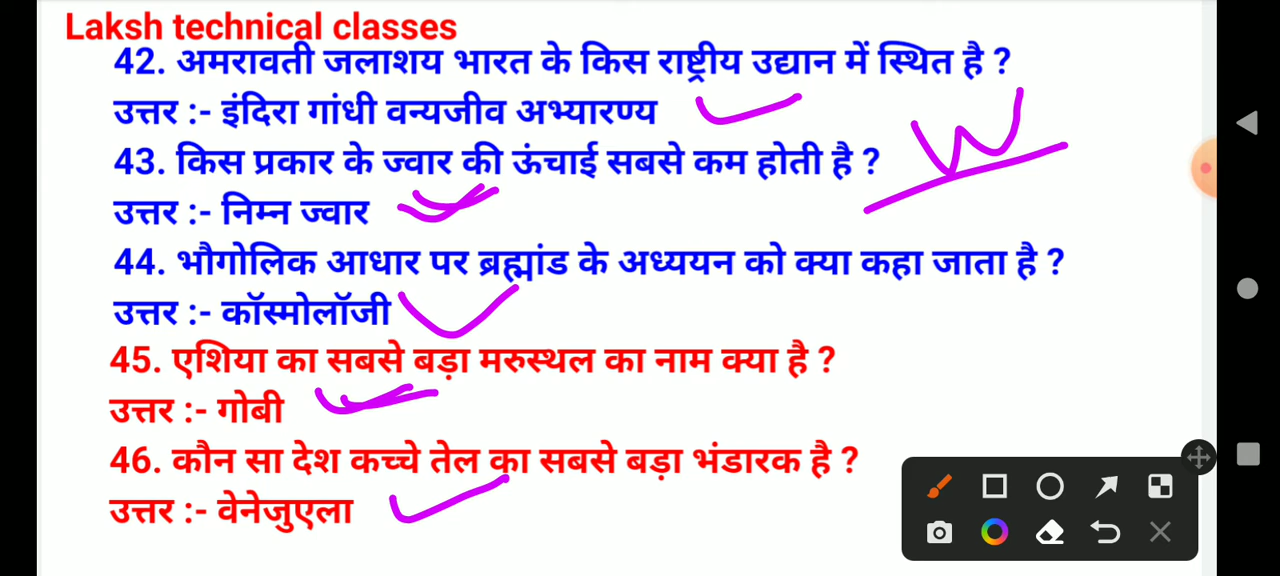 Laksh technical classes
42. अमरावती जलाशय भारत के किस राष्ट्रीय उद्यान में स्थित है ?
उत्तर :- इंदिरा गांधी वन्यजीव अभ्यारण्य
W
43. किस प्रकार के ज्वार की ऊंचाई सबसे कम होती है ?
उत्तर :- निम्न ज्वार
44. भौगोलिक आधार पर ब्रह्मांड के अध्ययन को क्या कहा जाता है ?
उत्तर :- कॉस्मोलॉजी
45. एशिया का सबसे बड़ा मरुस्थल का नाम क्या है ?
उत्तर :- गोबी
46. कौन सा देश कच्चे तेल का सबसे बड़ा भंडारक है ?
उत्तर :- वेनेजुएला